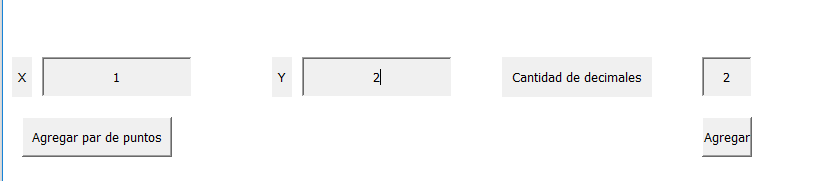 X 1 Y 2 Cantidad de decimales 2
Agregar par de puntos Agregar